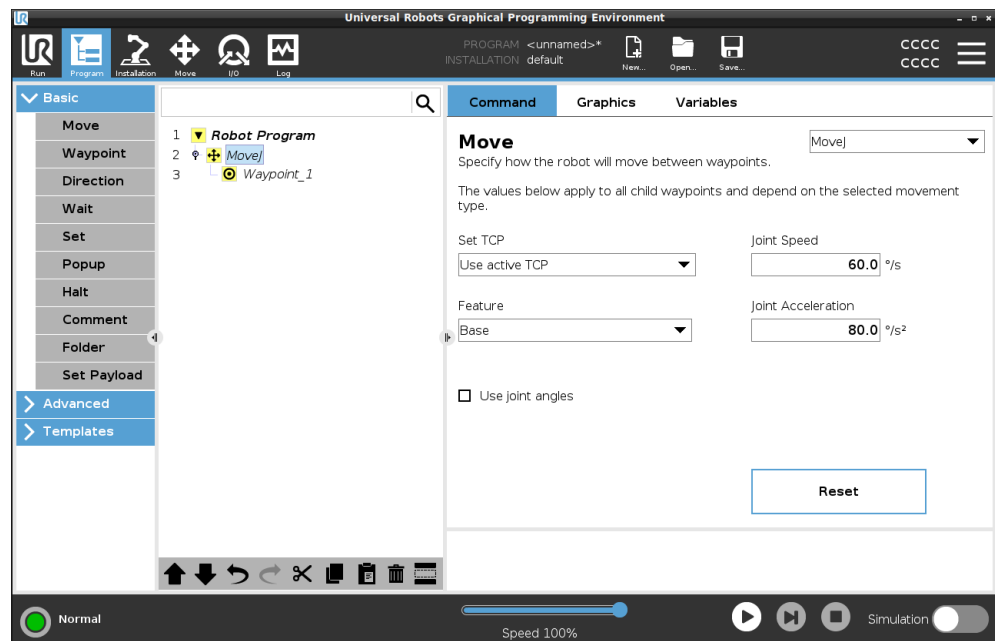 UR
Universal Robots Graphical Programming Environment
UR
Run
Program
Installation
Move
I/O
Log
PROGRAM <unnamed>*
INSTALLATION default
New...
Open...
Save...
CCCC
CCCC
Basic
Move
Waypoint
Direction
Wait
Set
Popup
Halt
Comment
Folder
Set Payload
Advanced
Templates
1 Robot Program
2 MoveJ
3 Waypoint_1
Command Graphics Variables
Move
MoveJ
Specify how the robot will move between waypoints.
The values below apply to all child waypoints and depend on the selected movement
type.
Set TCP
Use active TCP
Joint Speed
60.0 °/s
Feature
Base
Joint Acceleration
80.0 °/s²
Use joint angles
Reset
Normal
Speed 100%
Simulation